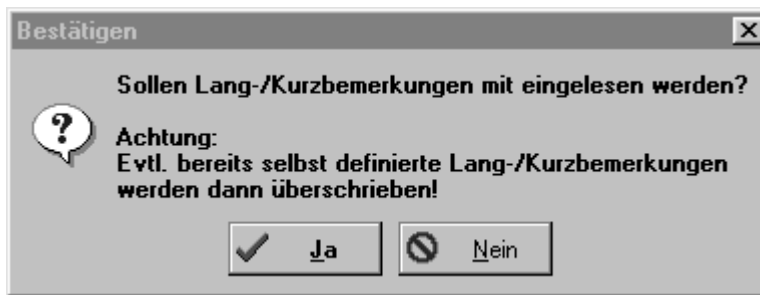 Bestätigen
Sollen Lang-/Kurzbemerkungen mit eingelesen werden?
Achtung:
Evtl. bereits selbst definierte Lang-/Kurzbemerkungen
werden dann überschrieben!
Ja
Nein